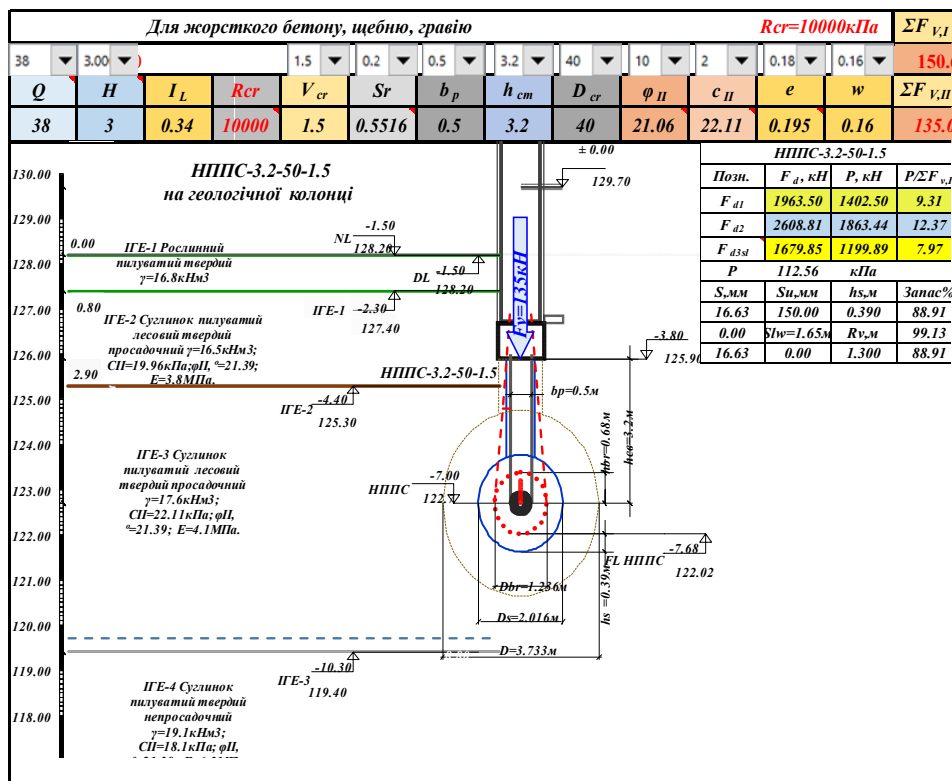 Для жорсткого бетону, щебню, гравію Rcr=10000кПа ΣF V,I
38 3.00 ) 1.5 0.2 0.5 3.2 40 10 2 0.18 0.16 150.
Q H I L Rcr V cr Sr b p h cm D cr φ II c II e w ΣF V,II
38 3 0.34 10000 1.5 0.5516 0.5 3.2 40 21.06 22.11 0.195 0.16 135.0
НППС-3.2-50-1.5
на геологічної колонці
± 0.00
129.70
НППС-3.2-50-1.5
Позн. F d, кН P, кН P/ΣF v,I
F d1 1963.50 1402.50 9.31
F d2 2608.81 1863.44 12.37
F d3sl 1679.85 1199.89 7.97
P 112.56 кПа
S,мм Su,мм hs,м Запас%
16.63 150.00 0.390 88.91
0.00 Slw=1.65м Rv,м 99.13
16.63 0.00 1.300 88.91
130.00
129.00
128.00
127.00
126.00
125.00
124.00
123.00
122.00
121.00
120.00
119.00
118.00
0.00
0.80
2.90
ІГЕ-1 Рослинний
пилуватий твердий
γ=16.8кНм3
NL -1.50
128.20
DL -1.50
128.20
ІГЕ-1 -2.30
127.40
ІГЕ-2 Суглинок пилуватий
лесовий твердий
просадочний γ=16.5кНм3;
СІІ=19.96кПа;φІІ, º=21.39;
Е=3.8МПа.
Fv=135кН
-3.80
125.90
НППС-3.2-50-1.5
bp=0.5м
ІГЕ-2 -4.40
125.30
hbr=0.68м
hсв=3.2м
ІГЕ-3 Суглинок
пилуватий лесовий
твердий просадочний
γ=17.6кНм3;
СІІ=22.11кПа;φІІ,
º=21.39; Е=4.1МПа.
НППС -7.00
122.7
FL НППС -7.68
122.02
Dbr=1.236м
hs =0.39м
Ds=2.016м
D=3.733м
ІГЕ-3 -10.30
119.40
ІГЕ-4 Суглинок
пилуватий твердий
непросадочний
γ=19.1кНм3;
СІІ=18.1кПа; φІІ,